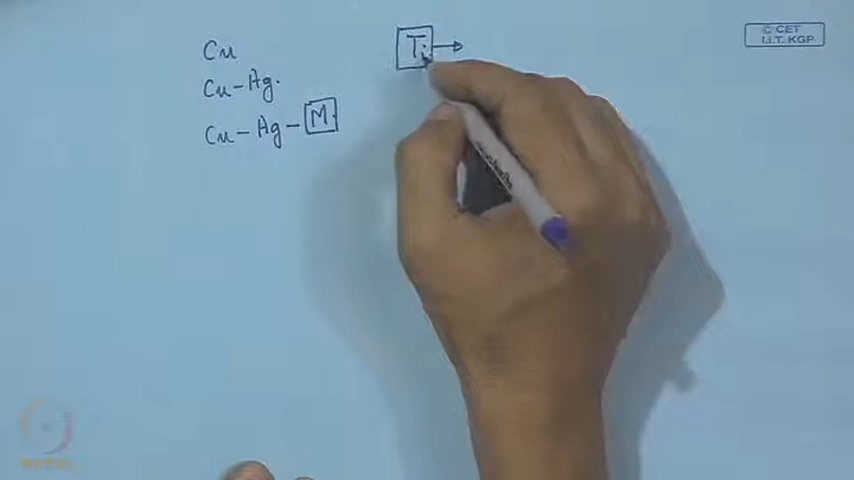 Cu
Cu-Ag.
Cu-Ag-M
Ti →
© CET
I.I.T. KGP